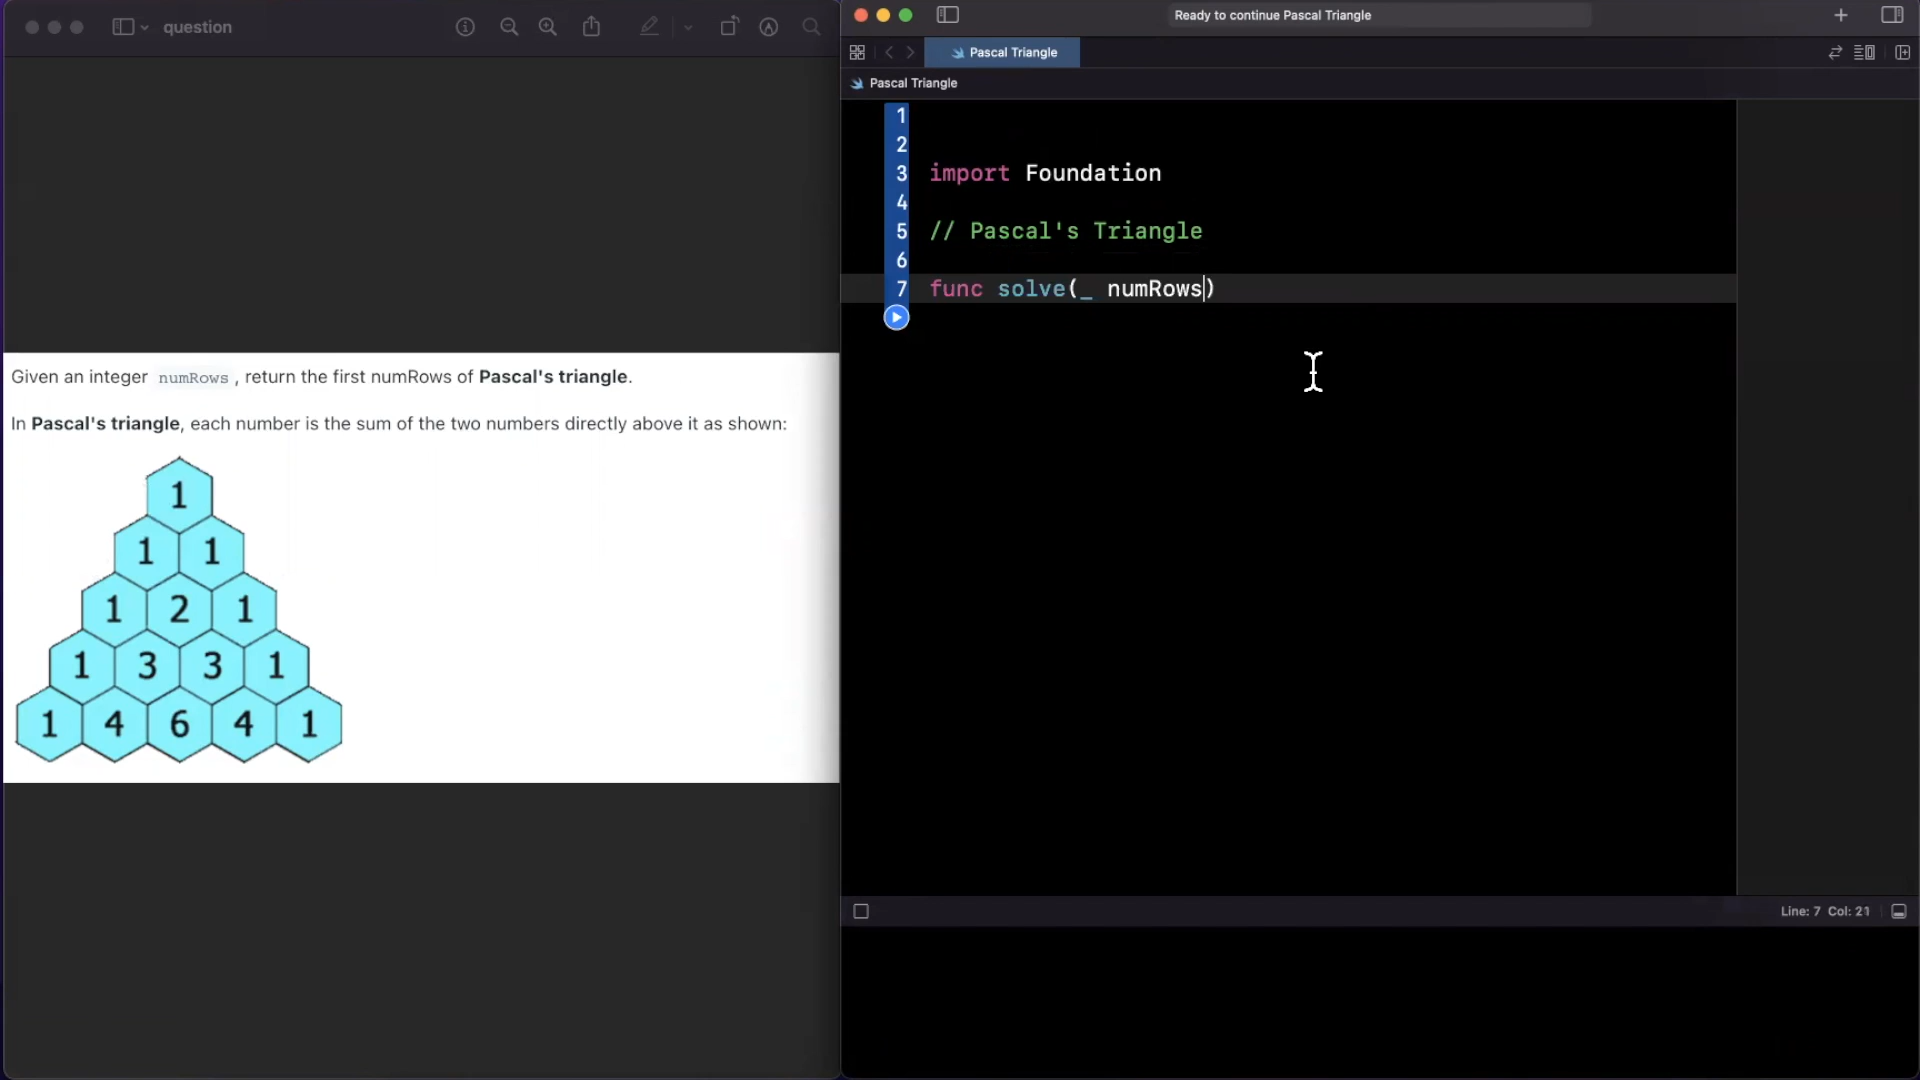 question
Given an integer numRows , return the first numRows of Pascal's triangle.
In Pascal's triangle, each number is the sum of the two numbers directly above it as shown:
1
1 1
1 2 1
1 3 3 1
1 4 6 4 1
Ready to continue Pascal Triangle
Pascal Triangle
Pascal Triangle
1
2
3 import Foundation
4
5 // Pascal's Triangle
6
7 func solve(_ numRows)
Line: 7 Col: 21